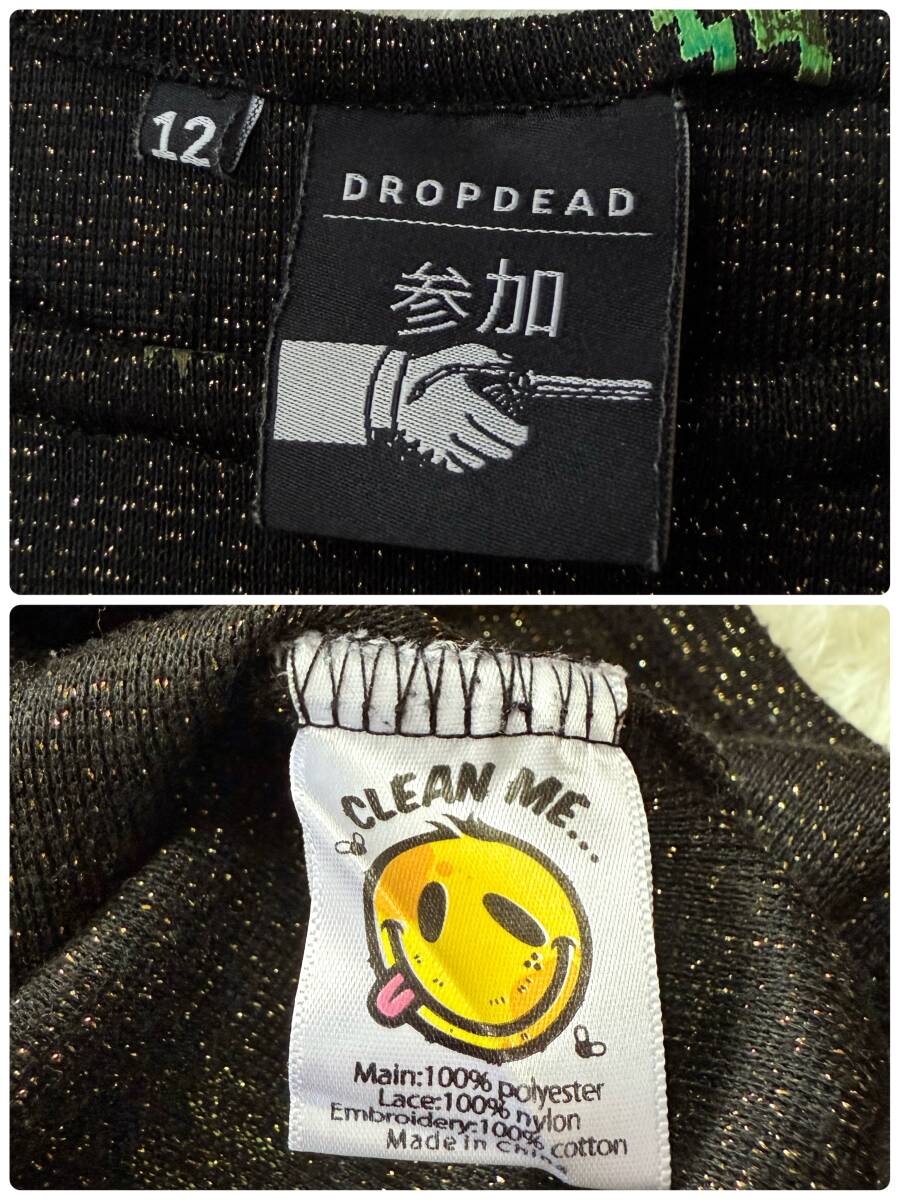 12
DROPDEAD
参加
CLEAN ME...
Main:100% polyester
Lace:100% nylon
Embroidery:100% cotton
Made in China